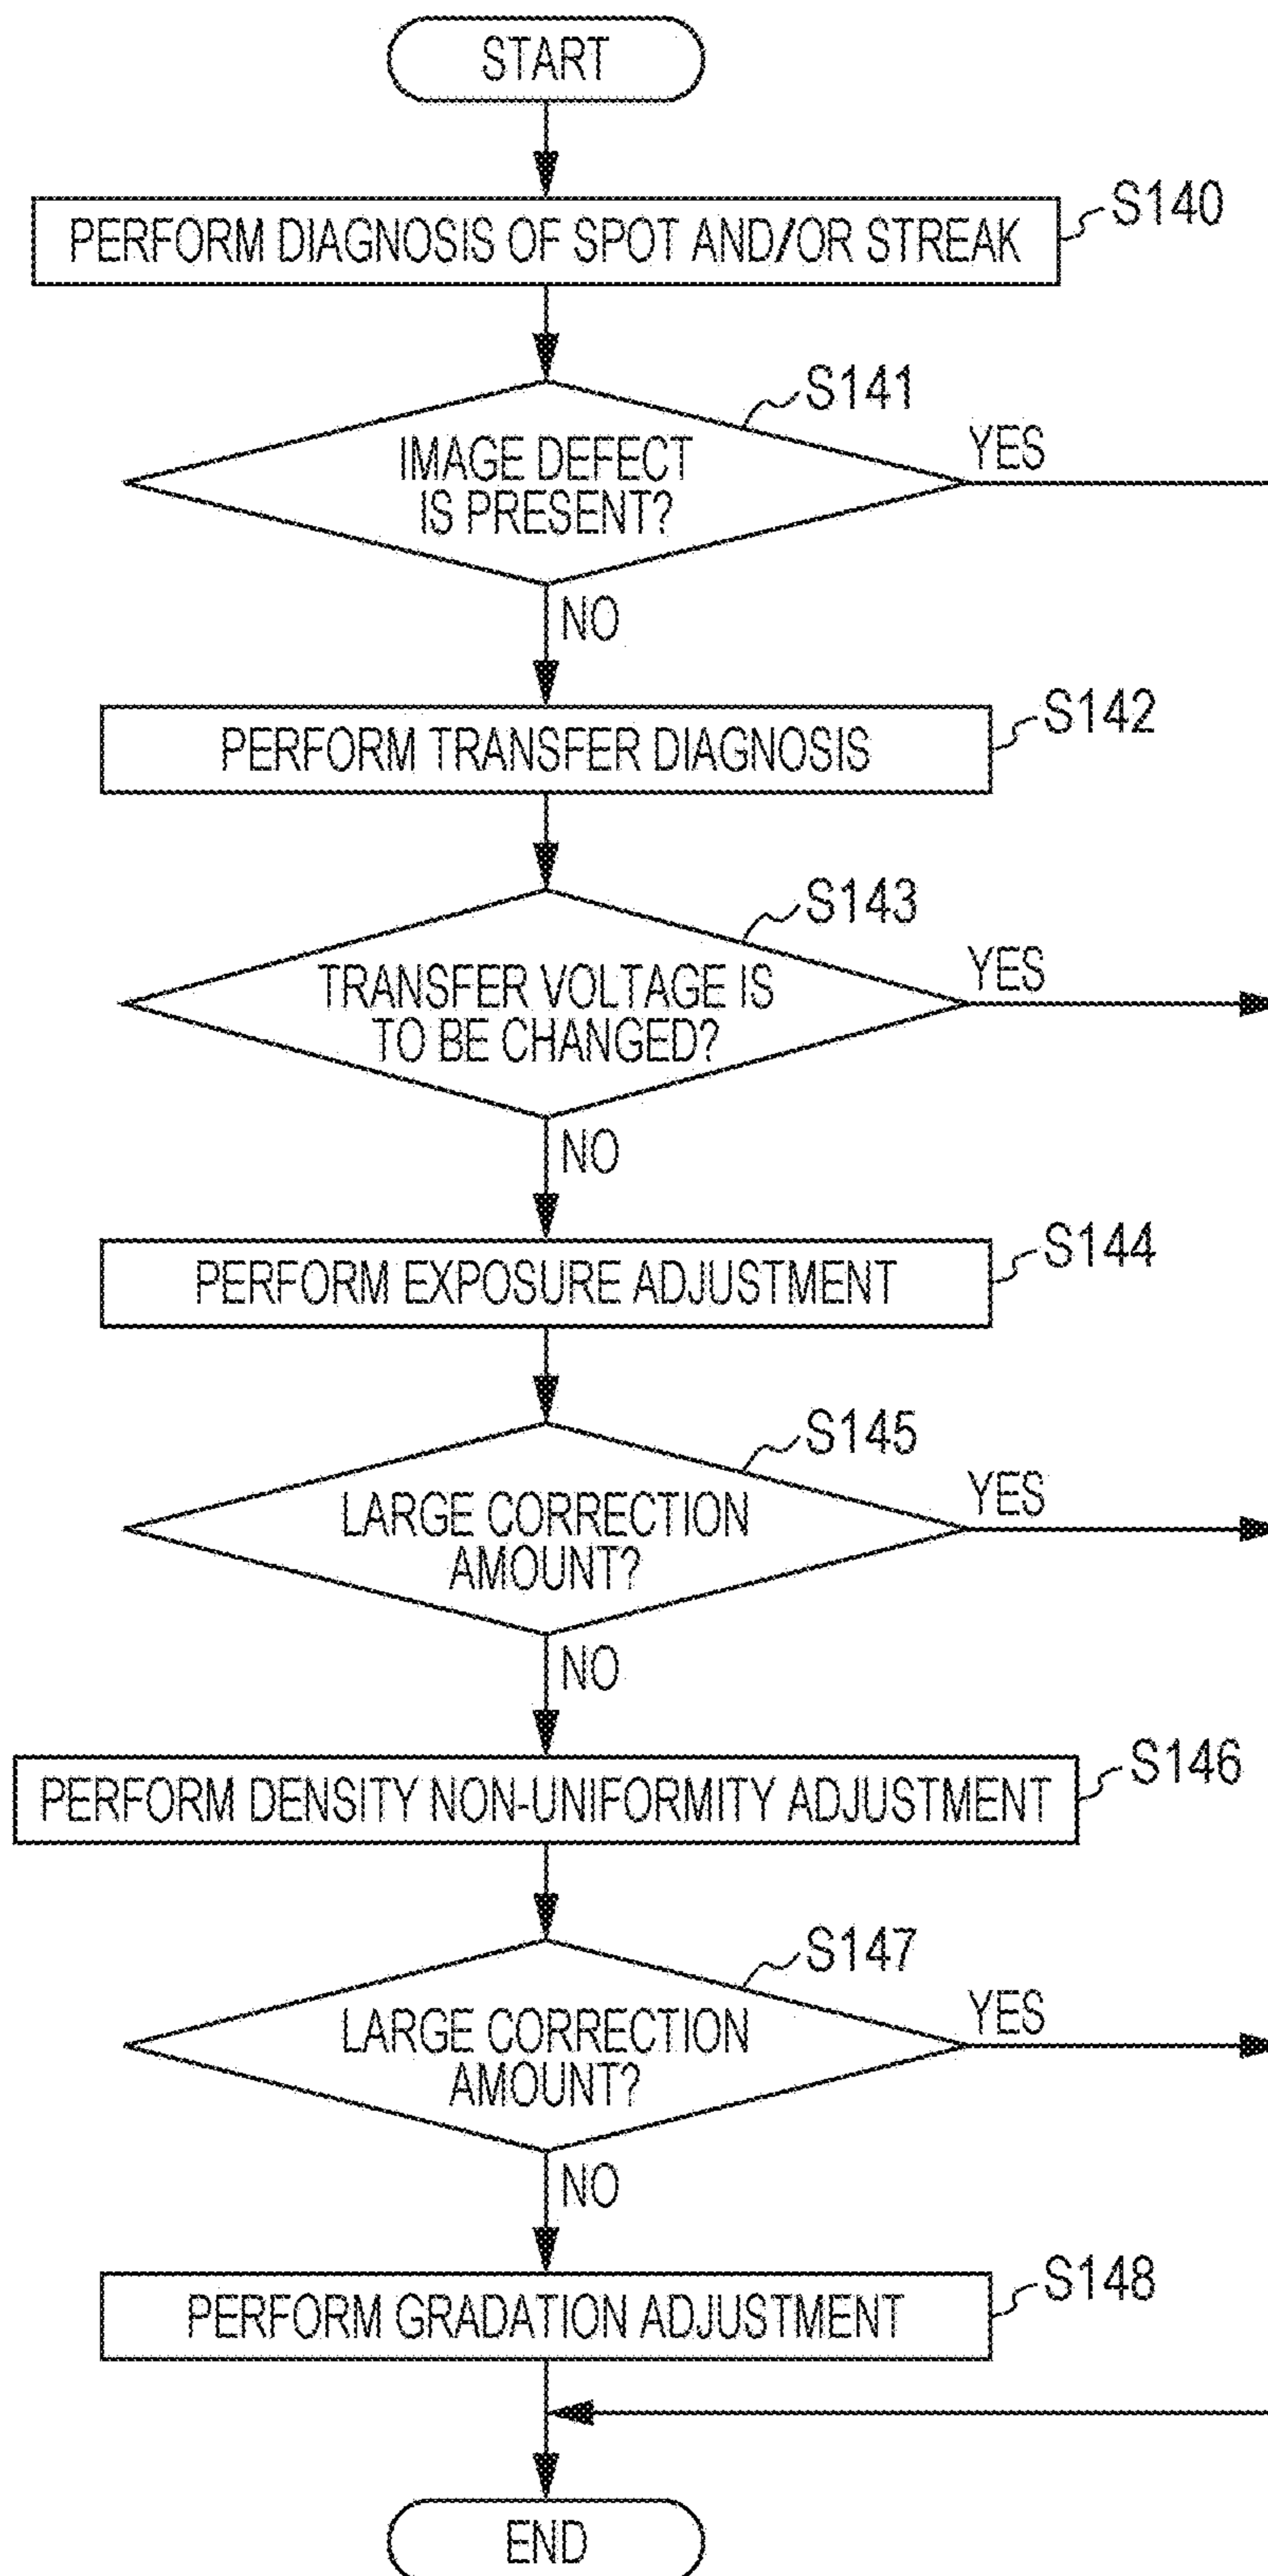 START
PERFORM DIAGNOSIS OF SPOT AND/OR STREAK
S140
S141
IMAGE DEFECT
IS PRESENT?
YES
NO
PERFORM TRANSFER DIAGNOSIS
S142
S143
TRANSFER VOLTAGE IS
TO BE CHANGED?
YES
NO
PERFORM EXPOSURE ADJUSTMENT
S144
S145
LARGE CORRECTION
AMOUNT?
YES
NO
PERFORM DENSITY NON-UNIFORMITY ADJUSTMENT
S146
S147
LARGE CORRECTION
AMOUNT?
YES
NO
PERFORM GRADATION ADJUSTMENT
S148
END